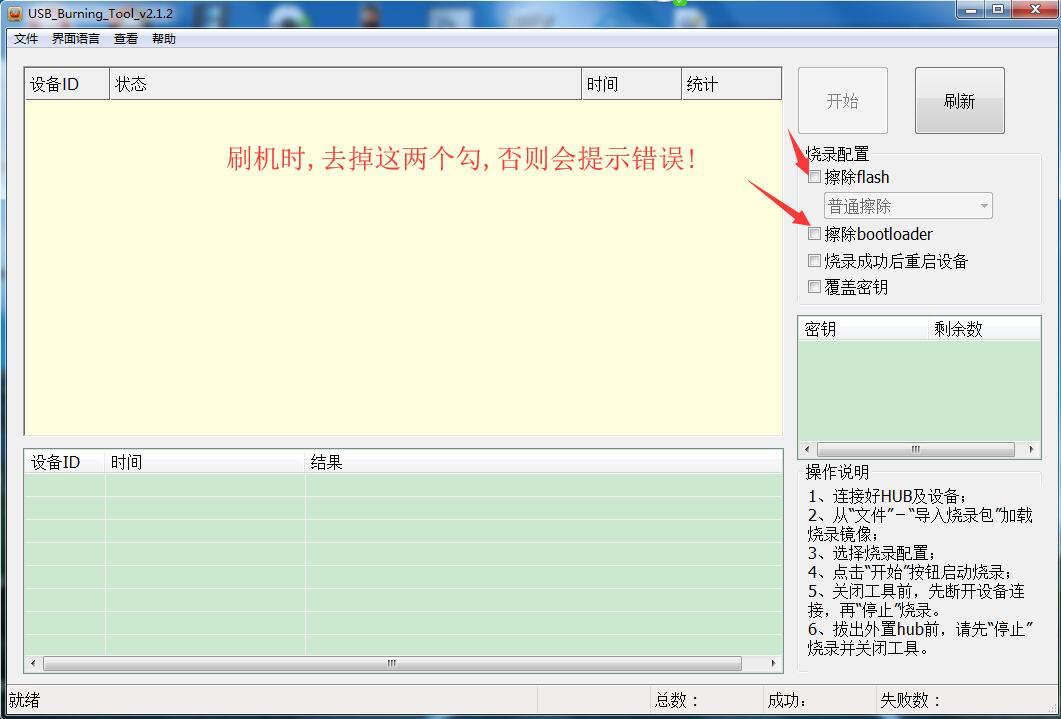 USB_Burning_Tool_v2.1.2
文件 界面语言 查看 帮助
设备ID 状态 时间 统计
刷机时,去掉这两个勾,否则会提示错误!
开始 刷新
烧录配置
擦除flash
普通擦除
擦除bootloader
烧录成功后重启设备
覆盖密钥
密钥 剩余数
设备ID 时间 结果
操作说明
1、连接好HUB及设备；
2、从“文件”－“导入烧录包”加载
烧录镜像；
3、选择烧录配置；
4、点击“开始”按钮启动烧录；
5、关闭工具前，先断开设备连
接，再“停止”烧录。
6、拔出外置hub前，请先“停止”
烧录并关闭工具。
就绪 总数： 成功： 失败数：